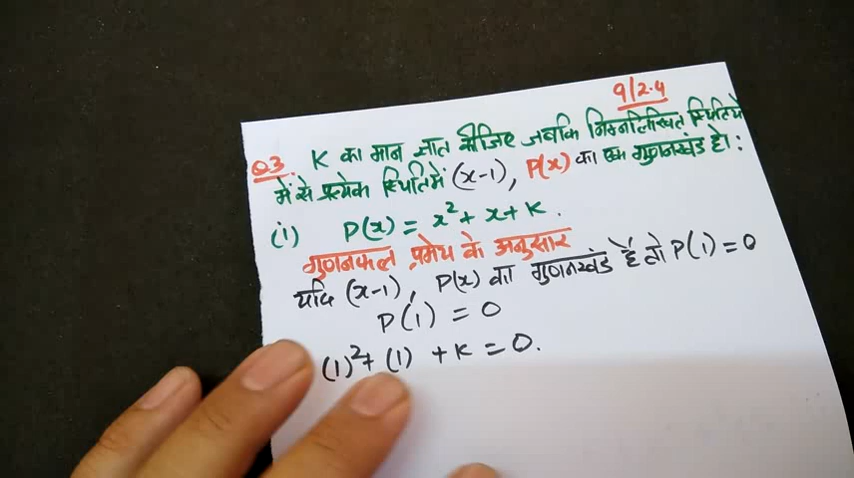 9/2.4
Q3. K का मान ज्ञात कीजिए जबकि निम्नलिखित स्थितियो
में से प्रत्येक स्थिति में (x-1), P(x) का एक गुणनखंड हो:
(i) P(x) = x² + x + K.
गुणनफल प्रमेय के अनुसार
यदि (x-1), P(x) का गुणनखंड है तो P(1) = 0
P(1) = 0
(1)² + (1) + K = 0.